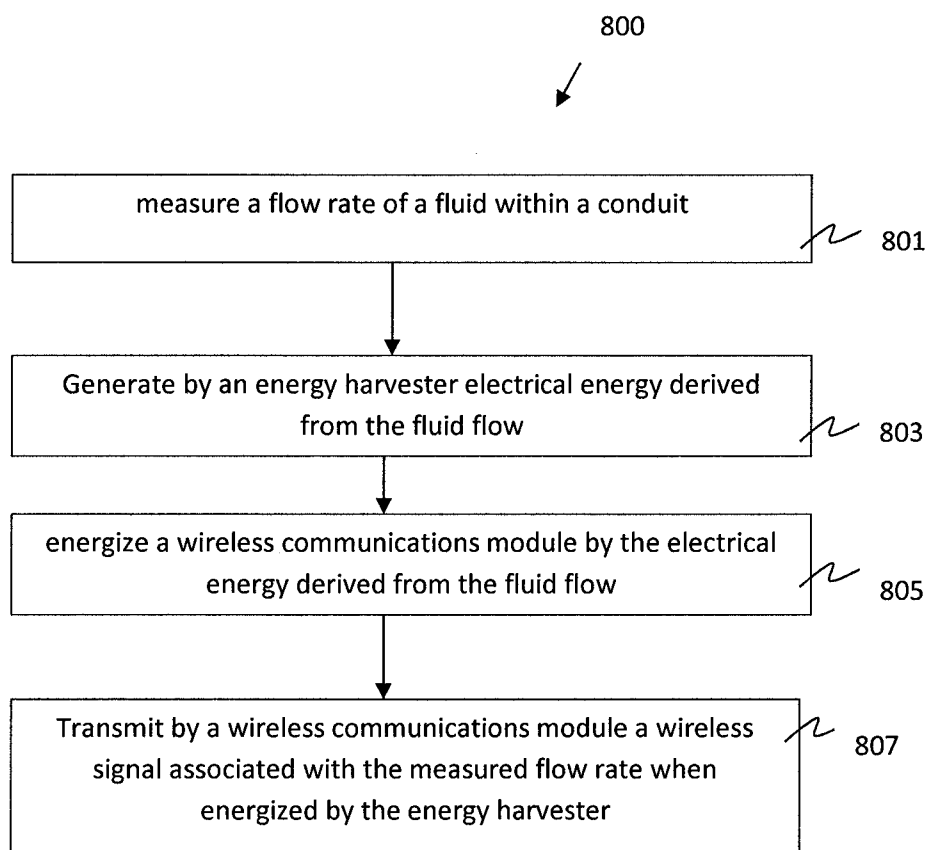 800
measure a flow rate of a fluid within a conduit
801
Generate by an energy harvester electrical energy derived
from the fluid flow
803
energize a wireless communications module by the electrical
energy derived from the fluid flow
805
Transmit by a wireless communications module a wireless
signal associated with the measured flow rate when
energized by the energy harvester
807